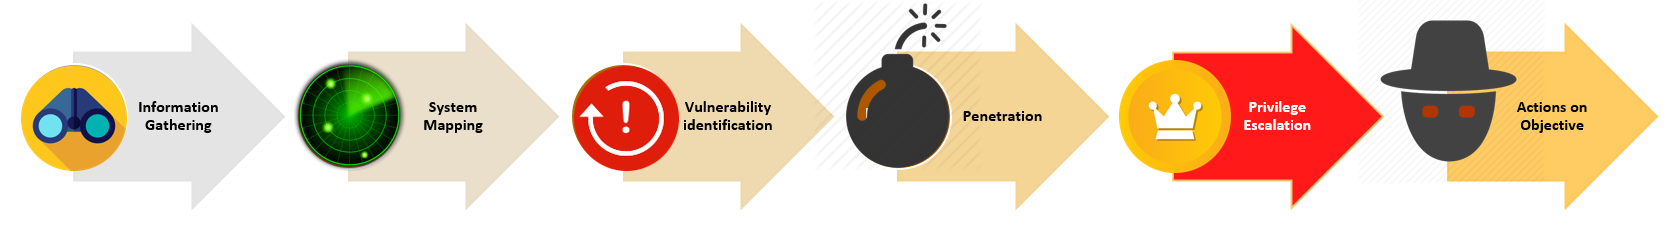 Information
Gathering
System
Mapping
Vulnerability
identification
Penetration
Privilege
Escalation
Actions on
Objective